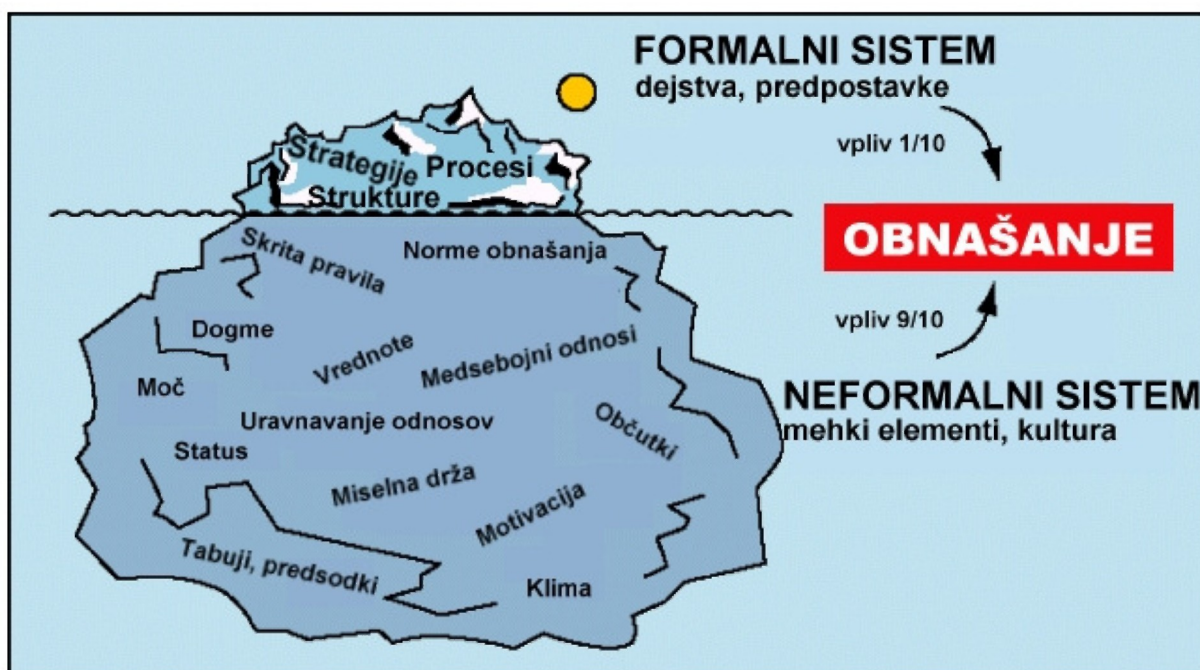 FORMALNI SISTEM
dejstva, predpostavke
vpliv 1/10
Strategije
Procesi
Strukture
OBNAŠANJE
Skrita pravila
Norme obnašanja
vpliv 9/10
Dogme
Vrednote
Medsebojni odnosi
Moč
NEFORMALNI SISTEM
mehki elementi, kultura
Uravnavanje odnosov
Občutki
Status
Miselna drža
Motivacija
Tabuji, predsodki
Klima